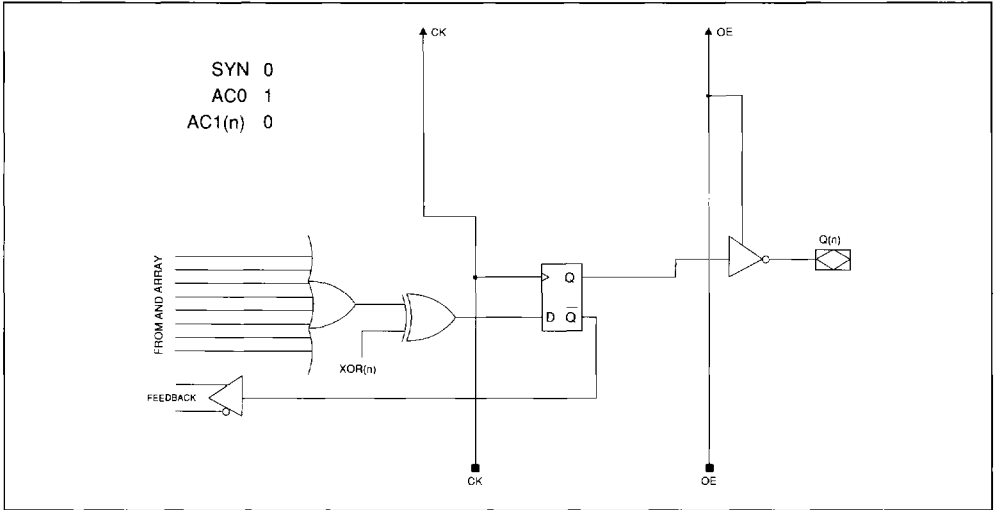 CK
OE
SYN 0
AC0 1
AC1(n) 0
Q(n)
FROM AND ARRAY
Q
D Q̅
XOR(n)
FEEDBACK
CK
OE